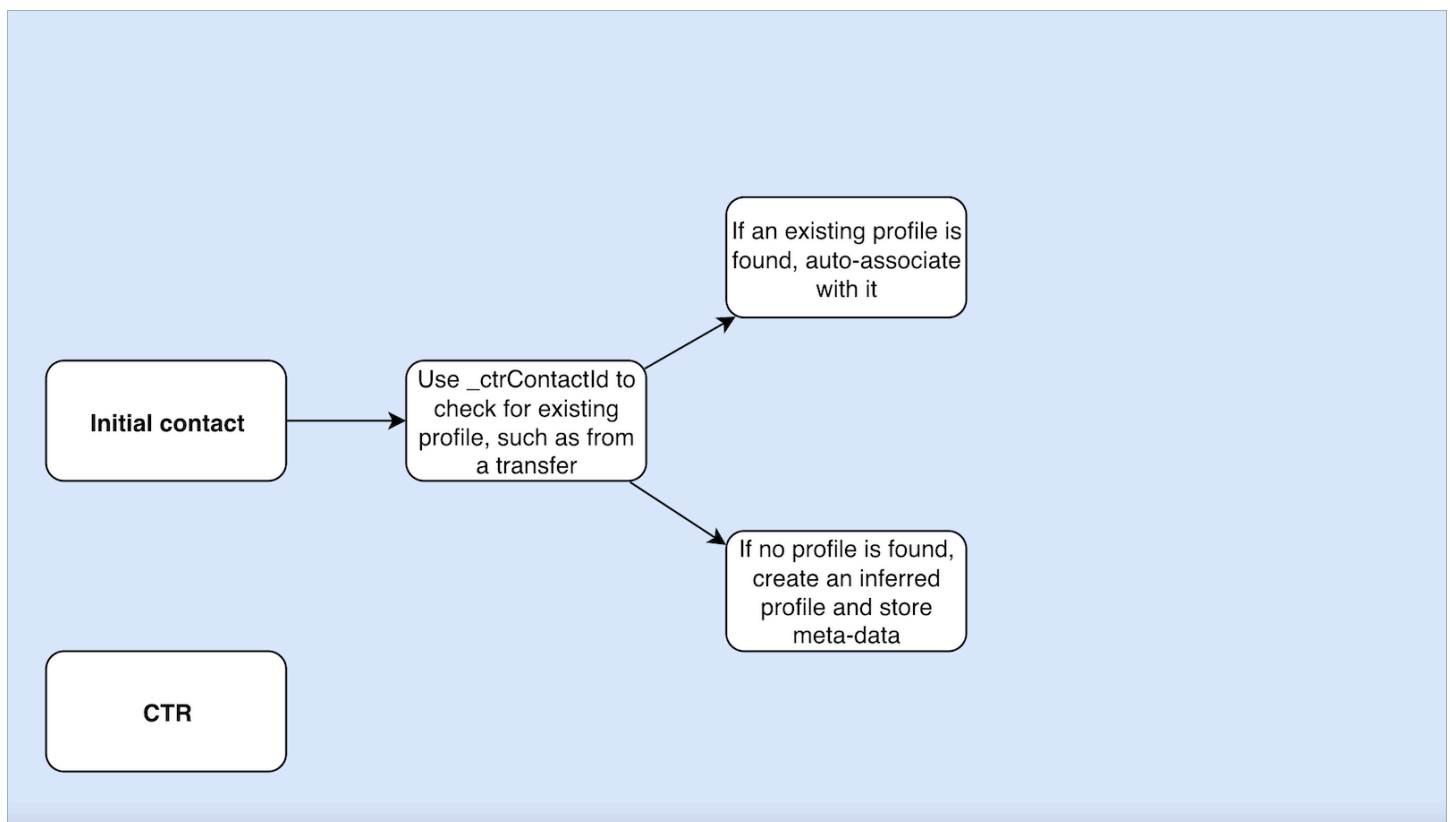 If an existing profile is
found, auto-associate
with it
Initial contact
Use _ctrContactId to
check for existing
profile, such as from
a transfer
If no profile is found,
create an inferred
profile and store
meta-data
CTR